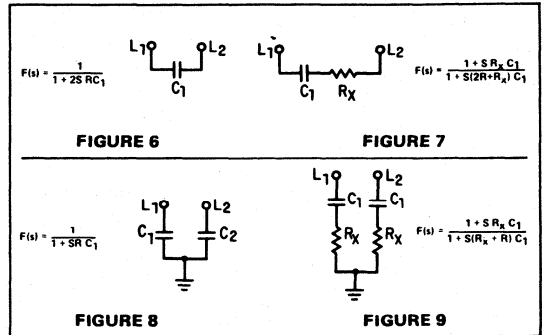 F(s) = 1 / 1 + 2S RC₁
L₁ L₂
C₁
FIGURE 6
L₁ L₂
C₁ Rₓ
F(s) = 1 + S Rₓ C₁ / 1 + S(2R+Rₓ) C₁
FIGURE 7
F(s) = 1 / 1 + SR C₁
L₁ L₂
C₁ C₂
FIGURE 8
L₁ L₂
C₁ C₁
Rₓ Rₓ
F(s) = 1 + S Rₓ C₁ / 1 + S(Rₓ + R) C₁
FIGURE 9